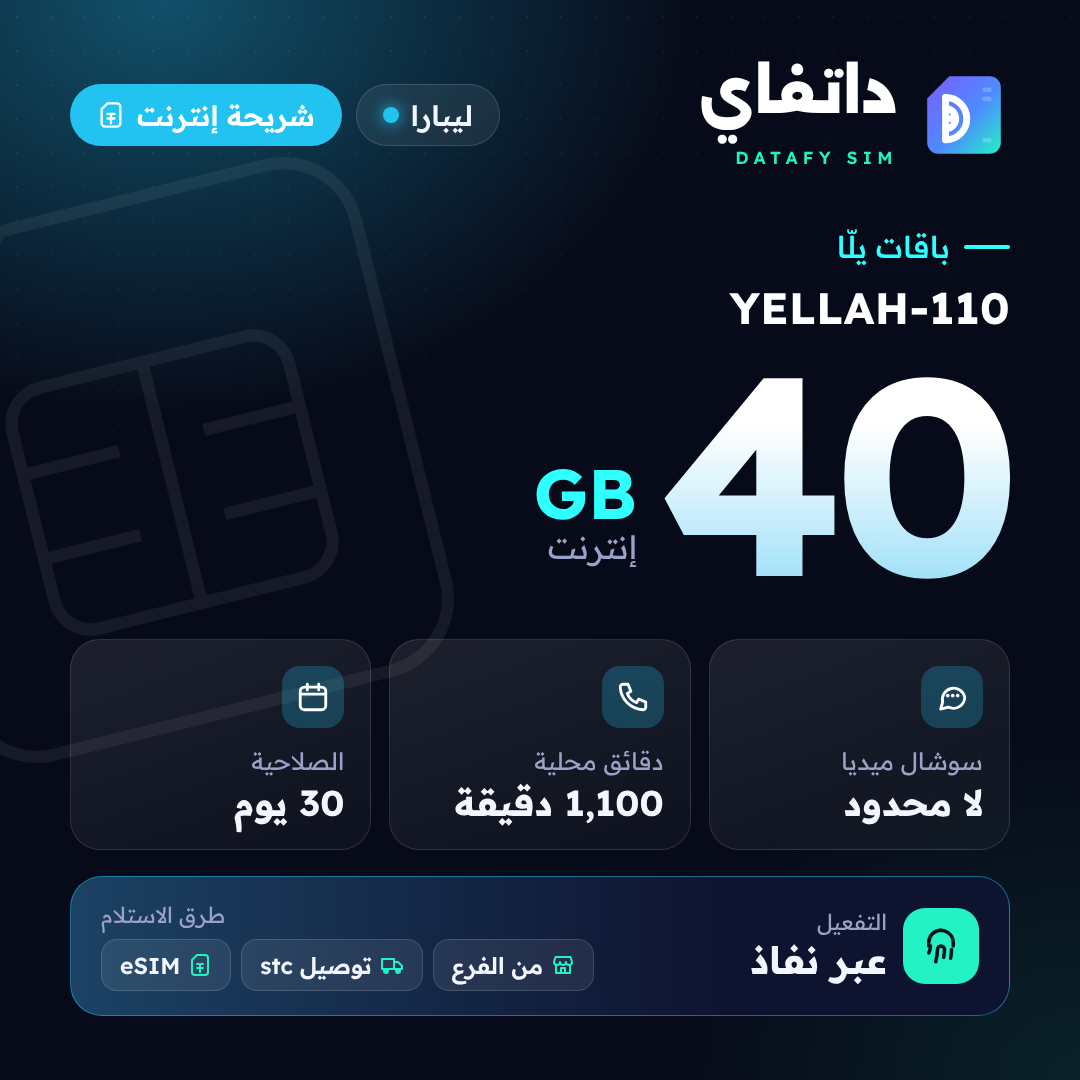 داتفاي
DATAFY SIM
ليبارا
شريحة إنترنت
باقات يلّا
YELLAH-110
40
GB
إنترنت
سوشال ميديا
لا محدود
دقائق محلية
1,100 دقيقة
الصلاحية
30 يوم
التفعيل
عبر نفاذ
طرق الاستلام
من الفرع
توصيل stc
eSIM